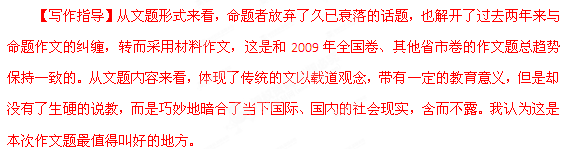 【写作指导】从文题形式来看，命题者放弃了久已衰落的话题，也解开了过去两年来与
命题作文的纠缠，转而采用材料作文，这是和 2009 年全国卷、其他省市卷的作文题总趋势
保持一致的。从文题内容来看，体现了传统的文以载道观念，带有一定的教育意义，但是却
没有了生硬的说教，而是巧妙地暗合了当下国际、国内的社会现实，含而不露。我认为这是
本次作文题最值得叫好的地方。